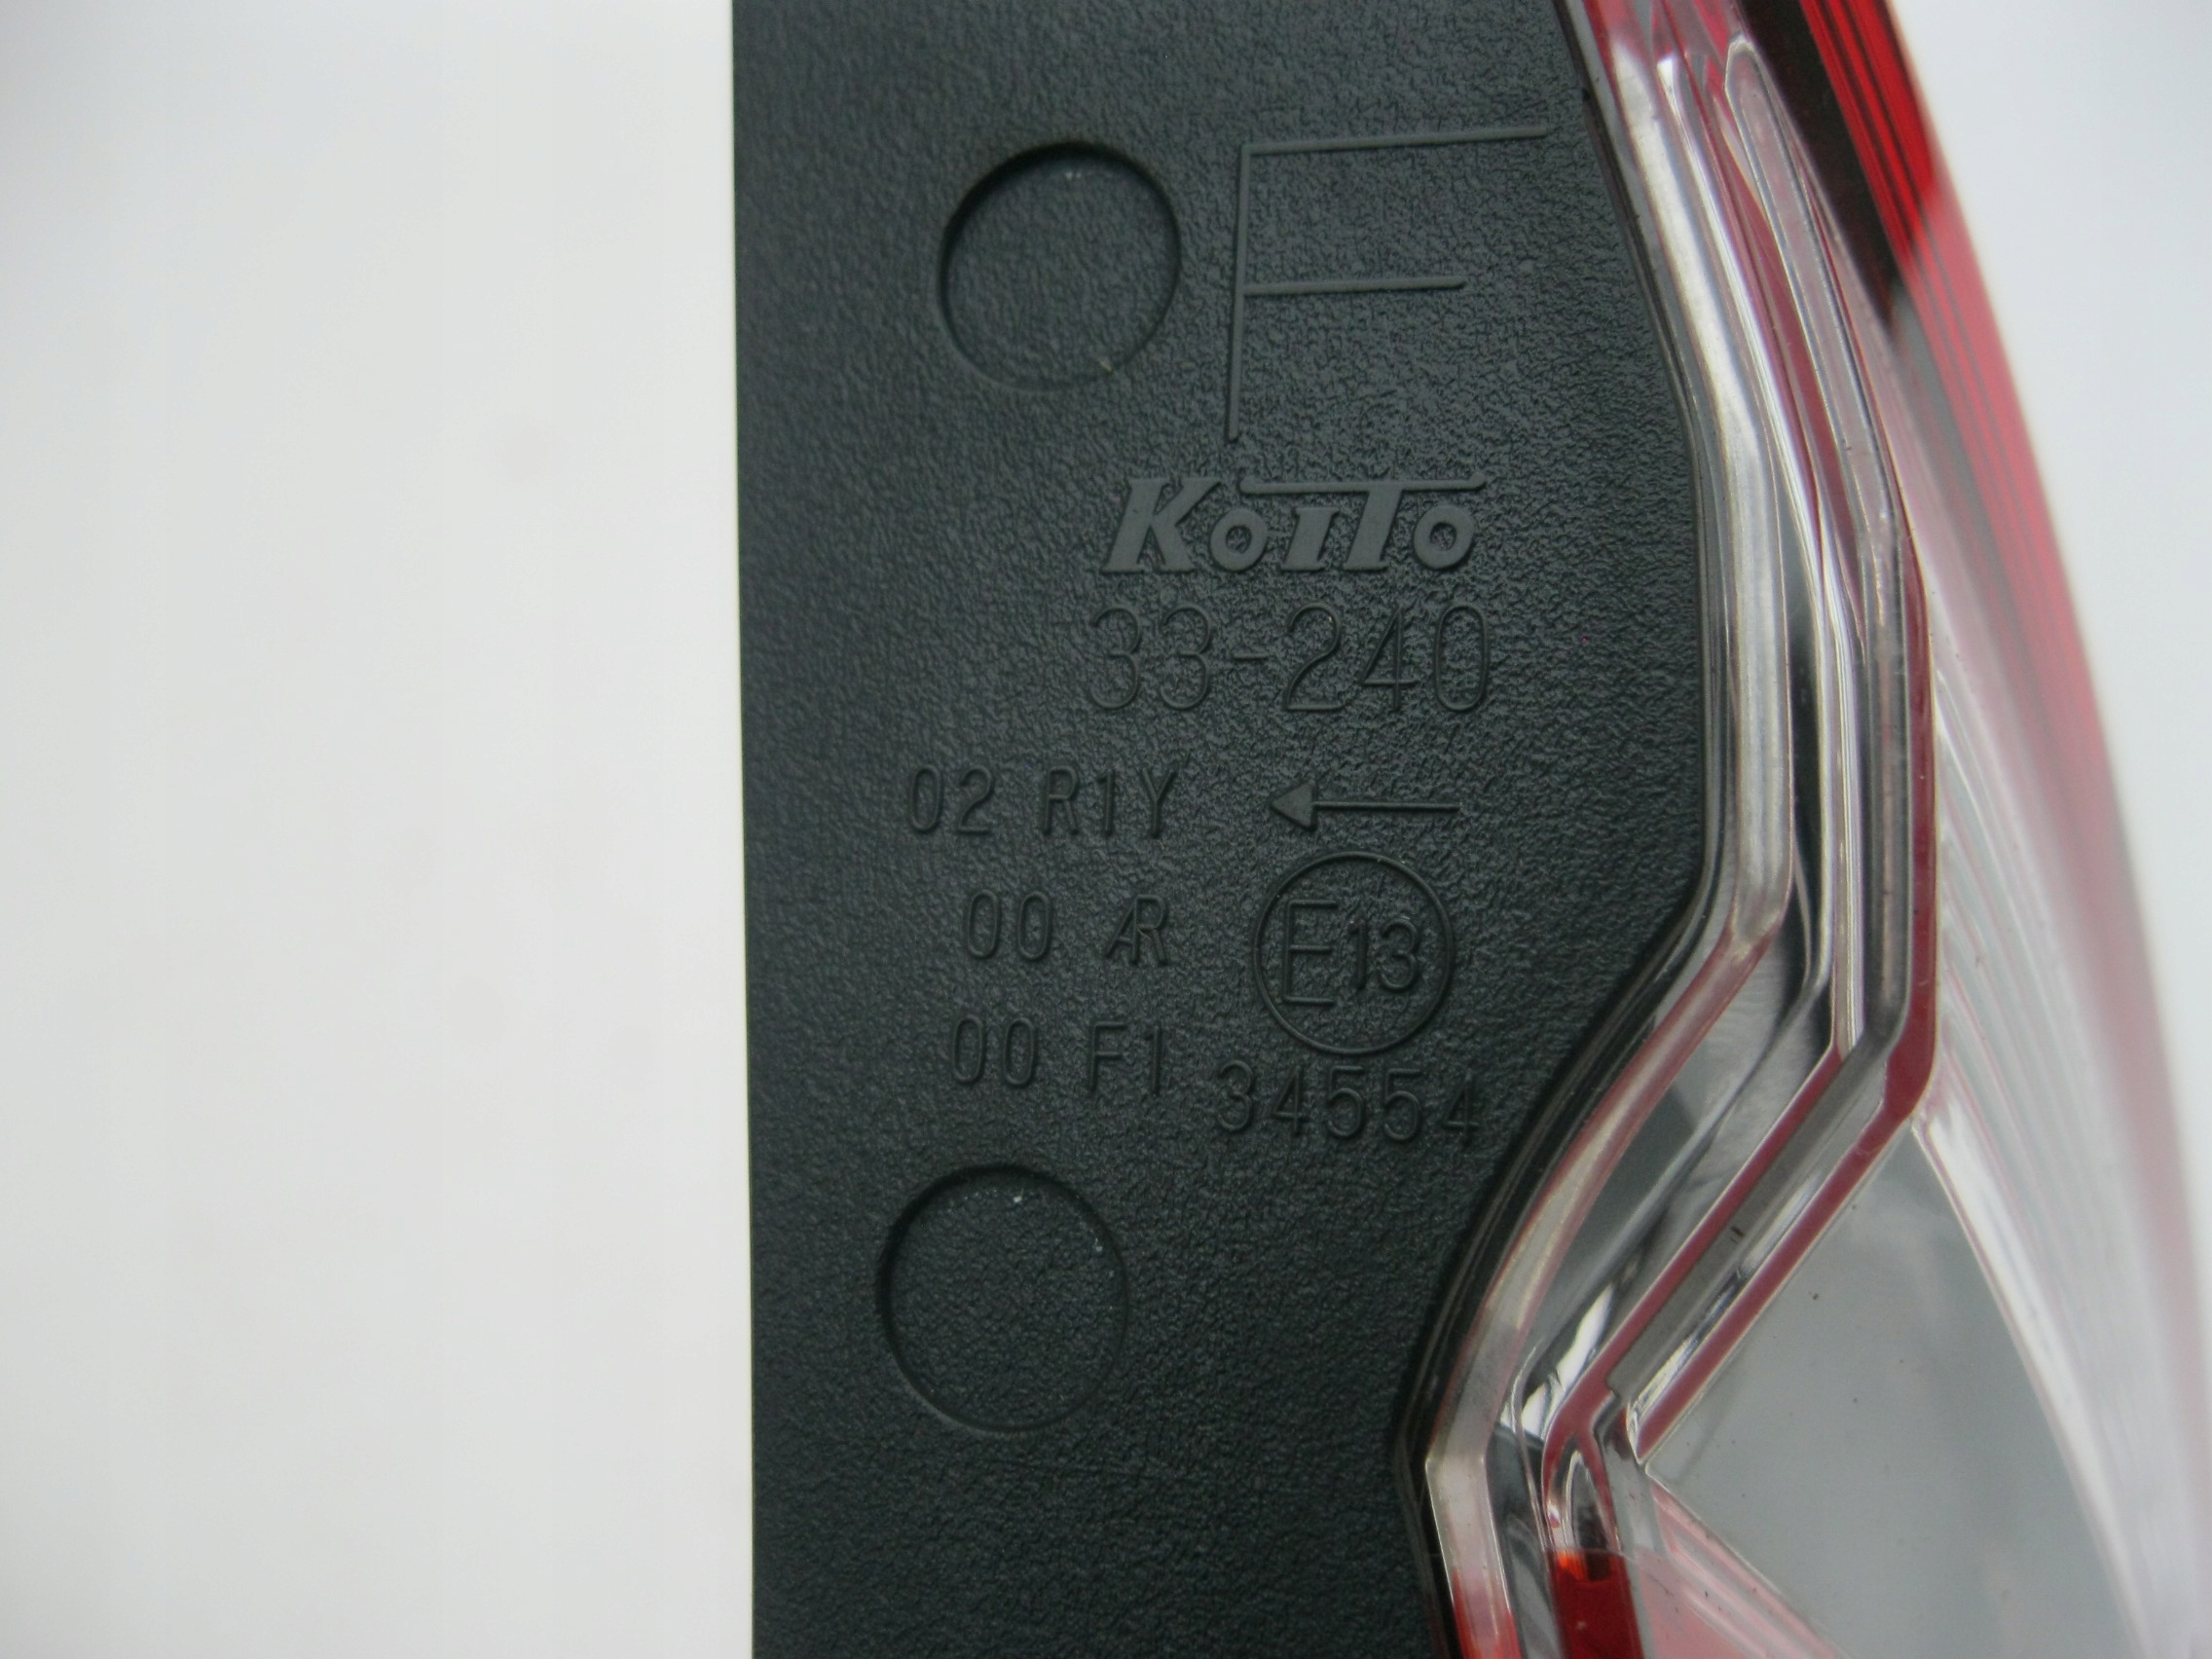 F
KOITO
33-240
02 R1Y ←
00 AR E13
00 F1 34554